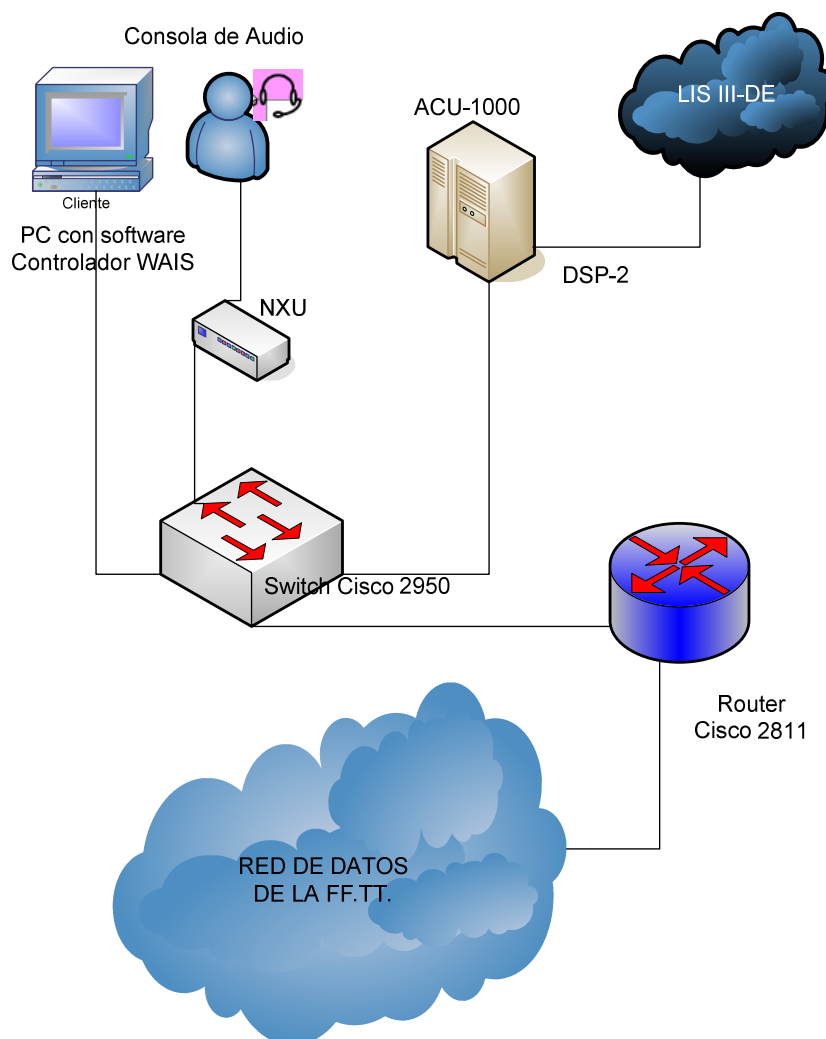 Consola de Audio
LIS III-DE
ACU-1000
Cliente
PC con software
Controlador WAIS
DSP-2
NXU
Switch Cisco 2950
Router
Cisco 2811
RED DE DATOS
DE LA FF.TT.